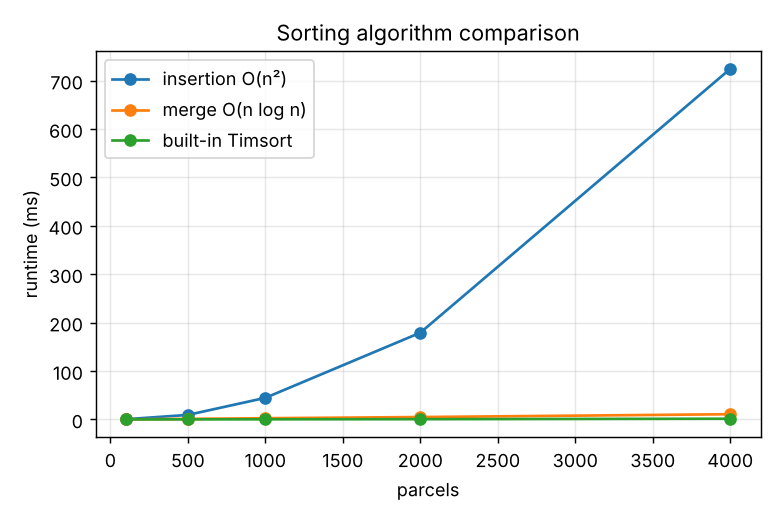 Sorting algorithm comparison
insertion O(n²)
merge O(n log n)
built-in Timsort
runtime (ms)
700
600
500
400
300
200
100
0
0 500 1000 1500 2000 2500 3000 3500 4000
parcels